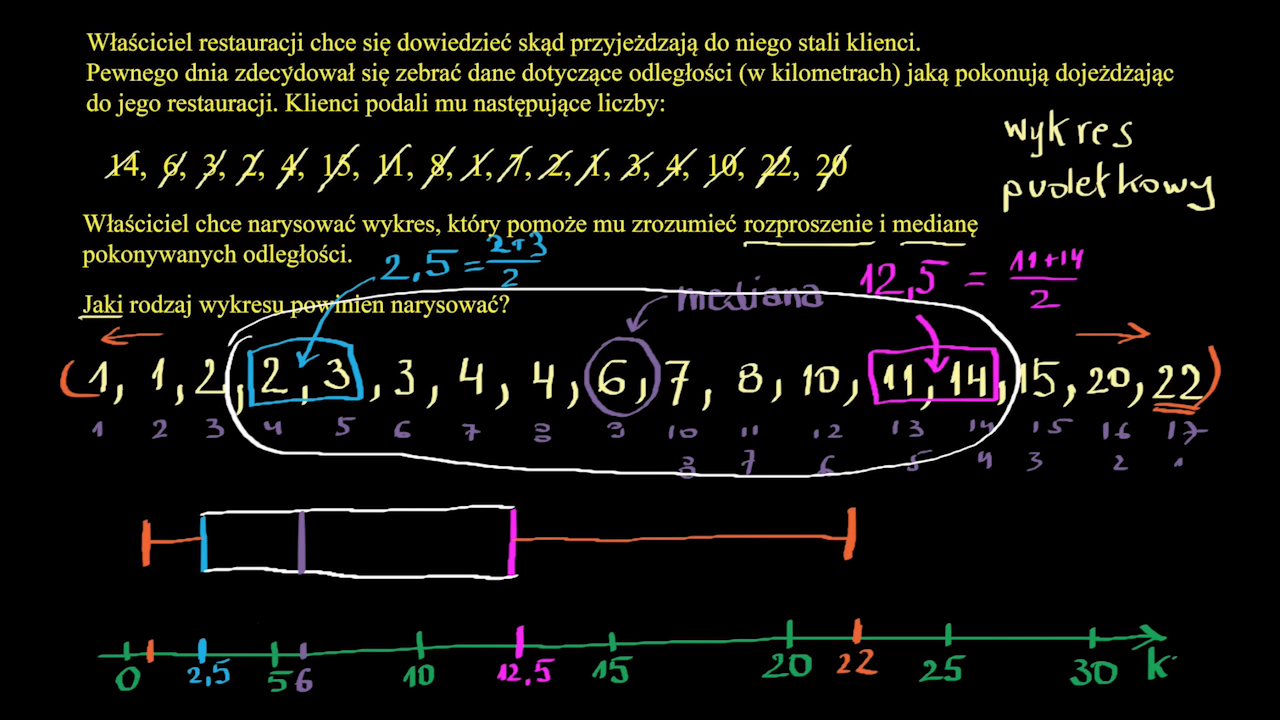 Właściciel restauracji chce się dowiedzieć skąd przyjeżdzają do niego stali klienci.
Pewnego dnia zdecydował się zebrać dane dotyczące odległości (w kilometrach) jaką pokonują dojeżdżając
do jego restauracji. Klienci podali mu następujące liczby:
wykres
pudełkowy
14, 6, 3, 2, 4, 15, 11, 8, 1, 7, 2, 1, 3, 4, 10, 22, 20
Właściciel chce narysować wykres, który pomoże mu zrozumieć rozproszenie i medianę
pokonywanych odległości.
2,5 = 2+3/2
12,5 = 11+14/2
mediana
Jaki rodzaj wykresu powinien narysować?
(1, 1, 2, 2, 3, 3, 4, 4, 6, 7, 8, 10, 11, 14, 15, 20, 22)
1 2 3 4 5 6 7 8 9 10 11 12 13 14 15 16 17
8 7 6 5 4 3 2 1
0 2,5 5 6 10 12,5 15 20 22 25 30 k